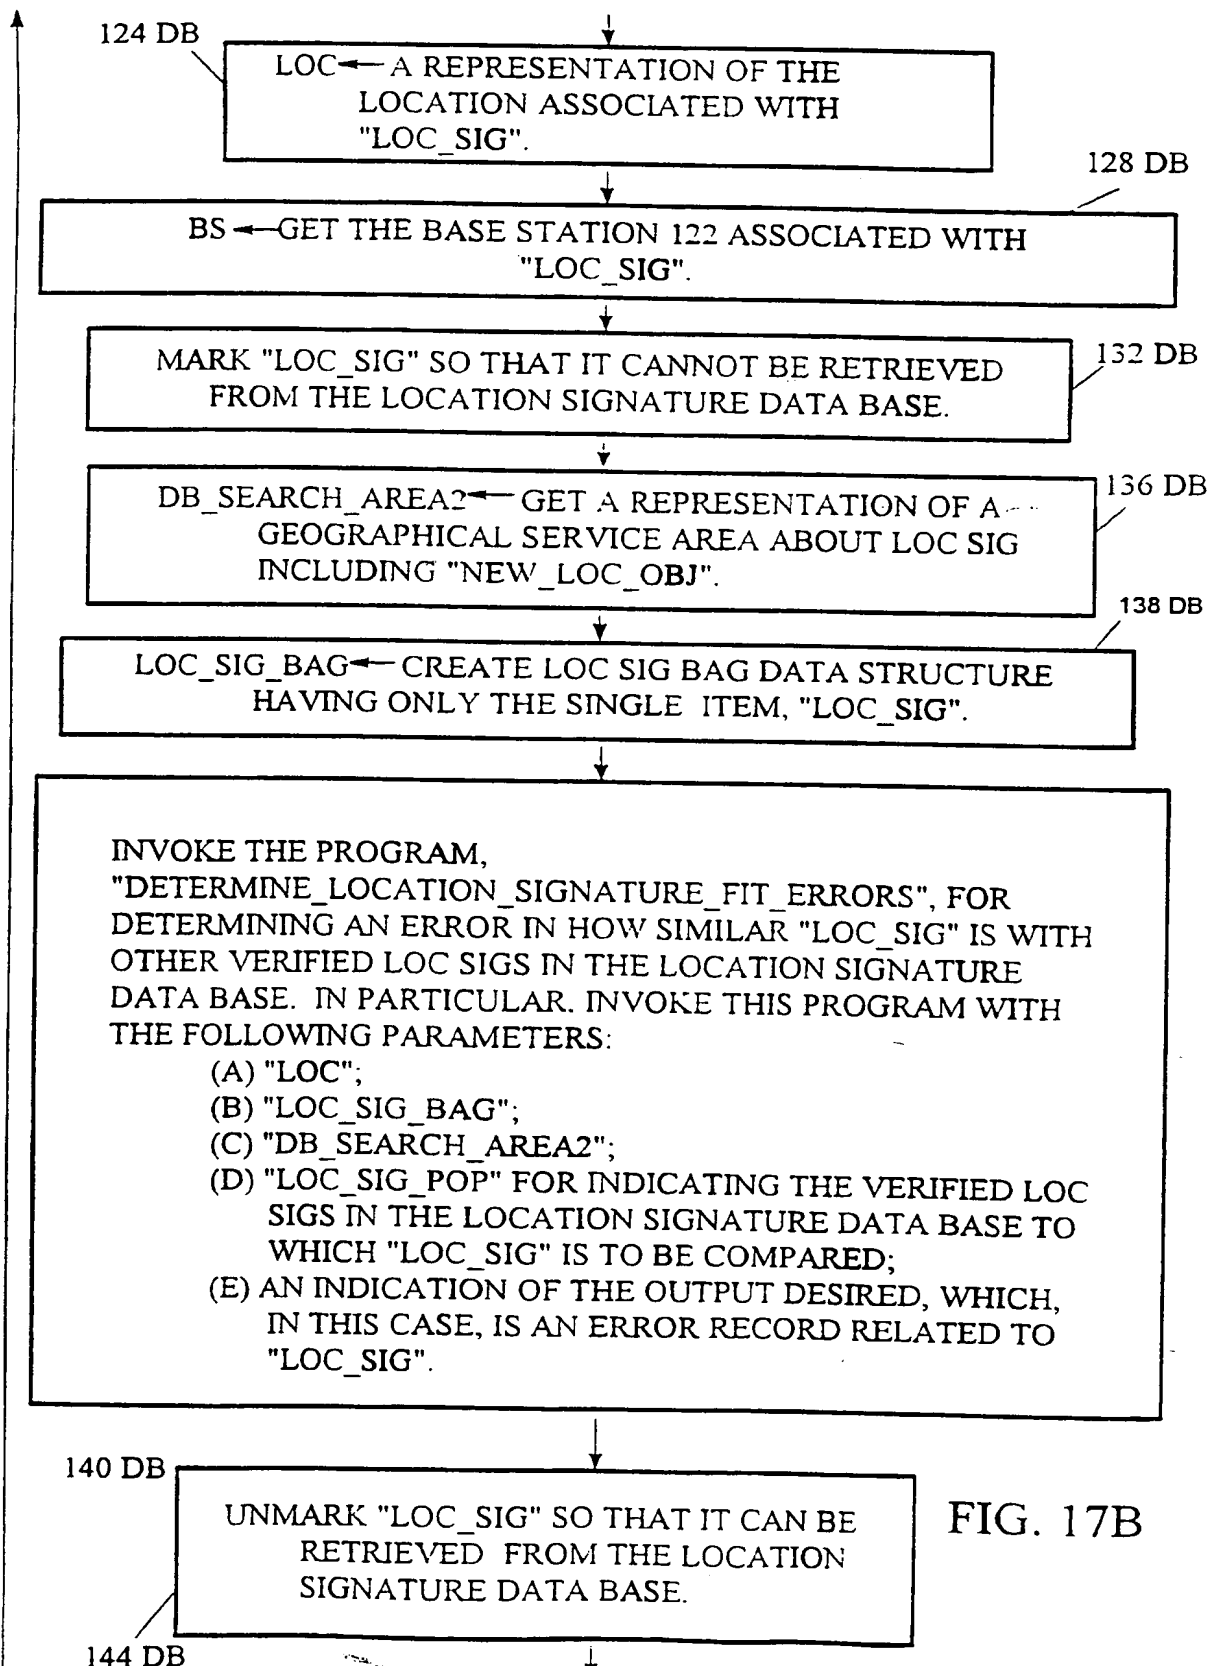 124 DB
LOC← A REPRESENTATION OF THE
LOCATION ASSOCIATED WITH
"LOC_SIG".
128 DB
BS ←GET THE BASE STATION 122 ASSOCIATED WITH
"LOC_SIG".
MARK "LOC_SIG" SO THAT IT CANNOT BE RETRIEVED
FROM THE LOCATION SIGNATURE DATA BASE.
132 DB
DB_SEARCH_AREA2← GET A REPRESENTATION OF A
GEOGRAPHICAL SERVICE AREA ABOUT LOC SIG
INCLUDING "NEW_LOC_OBJ".
136 DB
138 DB
LOC_SIG_BAG← CREATE LOC SIG BAG DATA STRUCTURE
HAVING ONLY THE SINGLE ITEM, "LOC_SIG".
INVOKE THE PROGRAM,
"DETERMINE_LOCATION_SIGNATURE_FIT_ERRORS", FOR
DETERMINING AN ERROR IN HOW SIMILAR "LOC_SIG" IS WITH
OTHER VERIFIED LOC SIGS IN THE LOCATION SIGNATURE
DATA BASE. IN PARTICULAR. INVOKE THIS PROGRAM WITH
THE FOLLOWING PARAMETERS:
(A) "LOC";
(B) "LOC_SIG_BAG";
(C) "DB_SEARCH_AREA2";
(D) "LOC_SIG_POP" FOR INDICATING THE VERIFIED LOC
SIGS IN THE LOCATION SIGNATURE DATA BASE TO
WHICH "LOC_SIG" IS TO BE COMPARED;
(E) AN INDICATION OF THE OUTPUT DESIRED, WHICH,
IN THIS CASE, IS AN ERROR RECORD RELATED TO
"LOC_SIG".
140 DB
UNMARK "LOC_SIG" SO THAT IT CAN BE
RETRIEVED FROM THE LOCATION
SIGNATURE DATA BASE.
FIG. 17B
144 DB